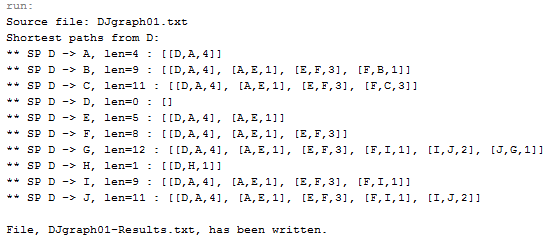 run:
Source file: DJgraph01.txt
Shortest paths from D:
** SP D -> A, len=4 : [[D,A,4]]
** SP D -> B, len=9 : [[D,A,4], [A,E,1], [E,F,3], [F,B,1]]
** SP D -> C, len=11 : [[D,A,4], [A,E,1], [E,F,3], [F,C,3]]
** SP D -> D, len=0 : []
** SP D -> E, len=5 : [[D,A,4], [A,E,1]]
** SP D -> F, len=8 : [[D,A,4], [A,E,1], [E,F,3]]
** SP D -> G, len=12 : [[D,A,4], [A,E,1], [E,F,3], [F,I,1], [I,J,2], [J,G,1]]
** SP D -> H, len=1 : [[D,H,1]]
** SP D -> I, len=9 : [[D,A,4], [A,E,1], [E,F,3], [F,I,1]]
** SP D -> J, len=11 : [[D,A,4], [A,E,1], [E,F,3], [F,I,1], [I,J,2]]
File, DJgraph01-Results.txt, has been written.